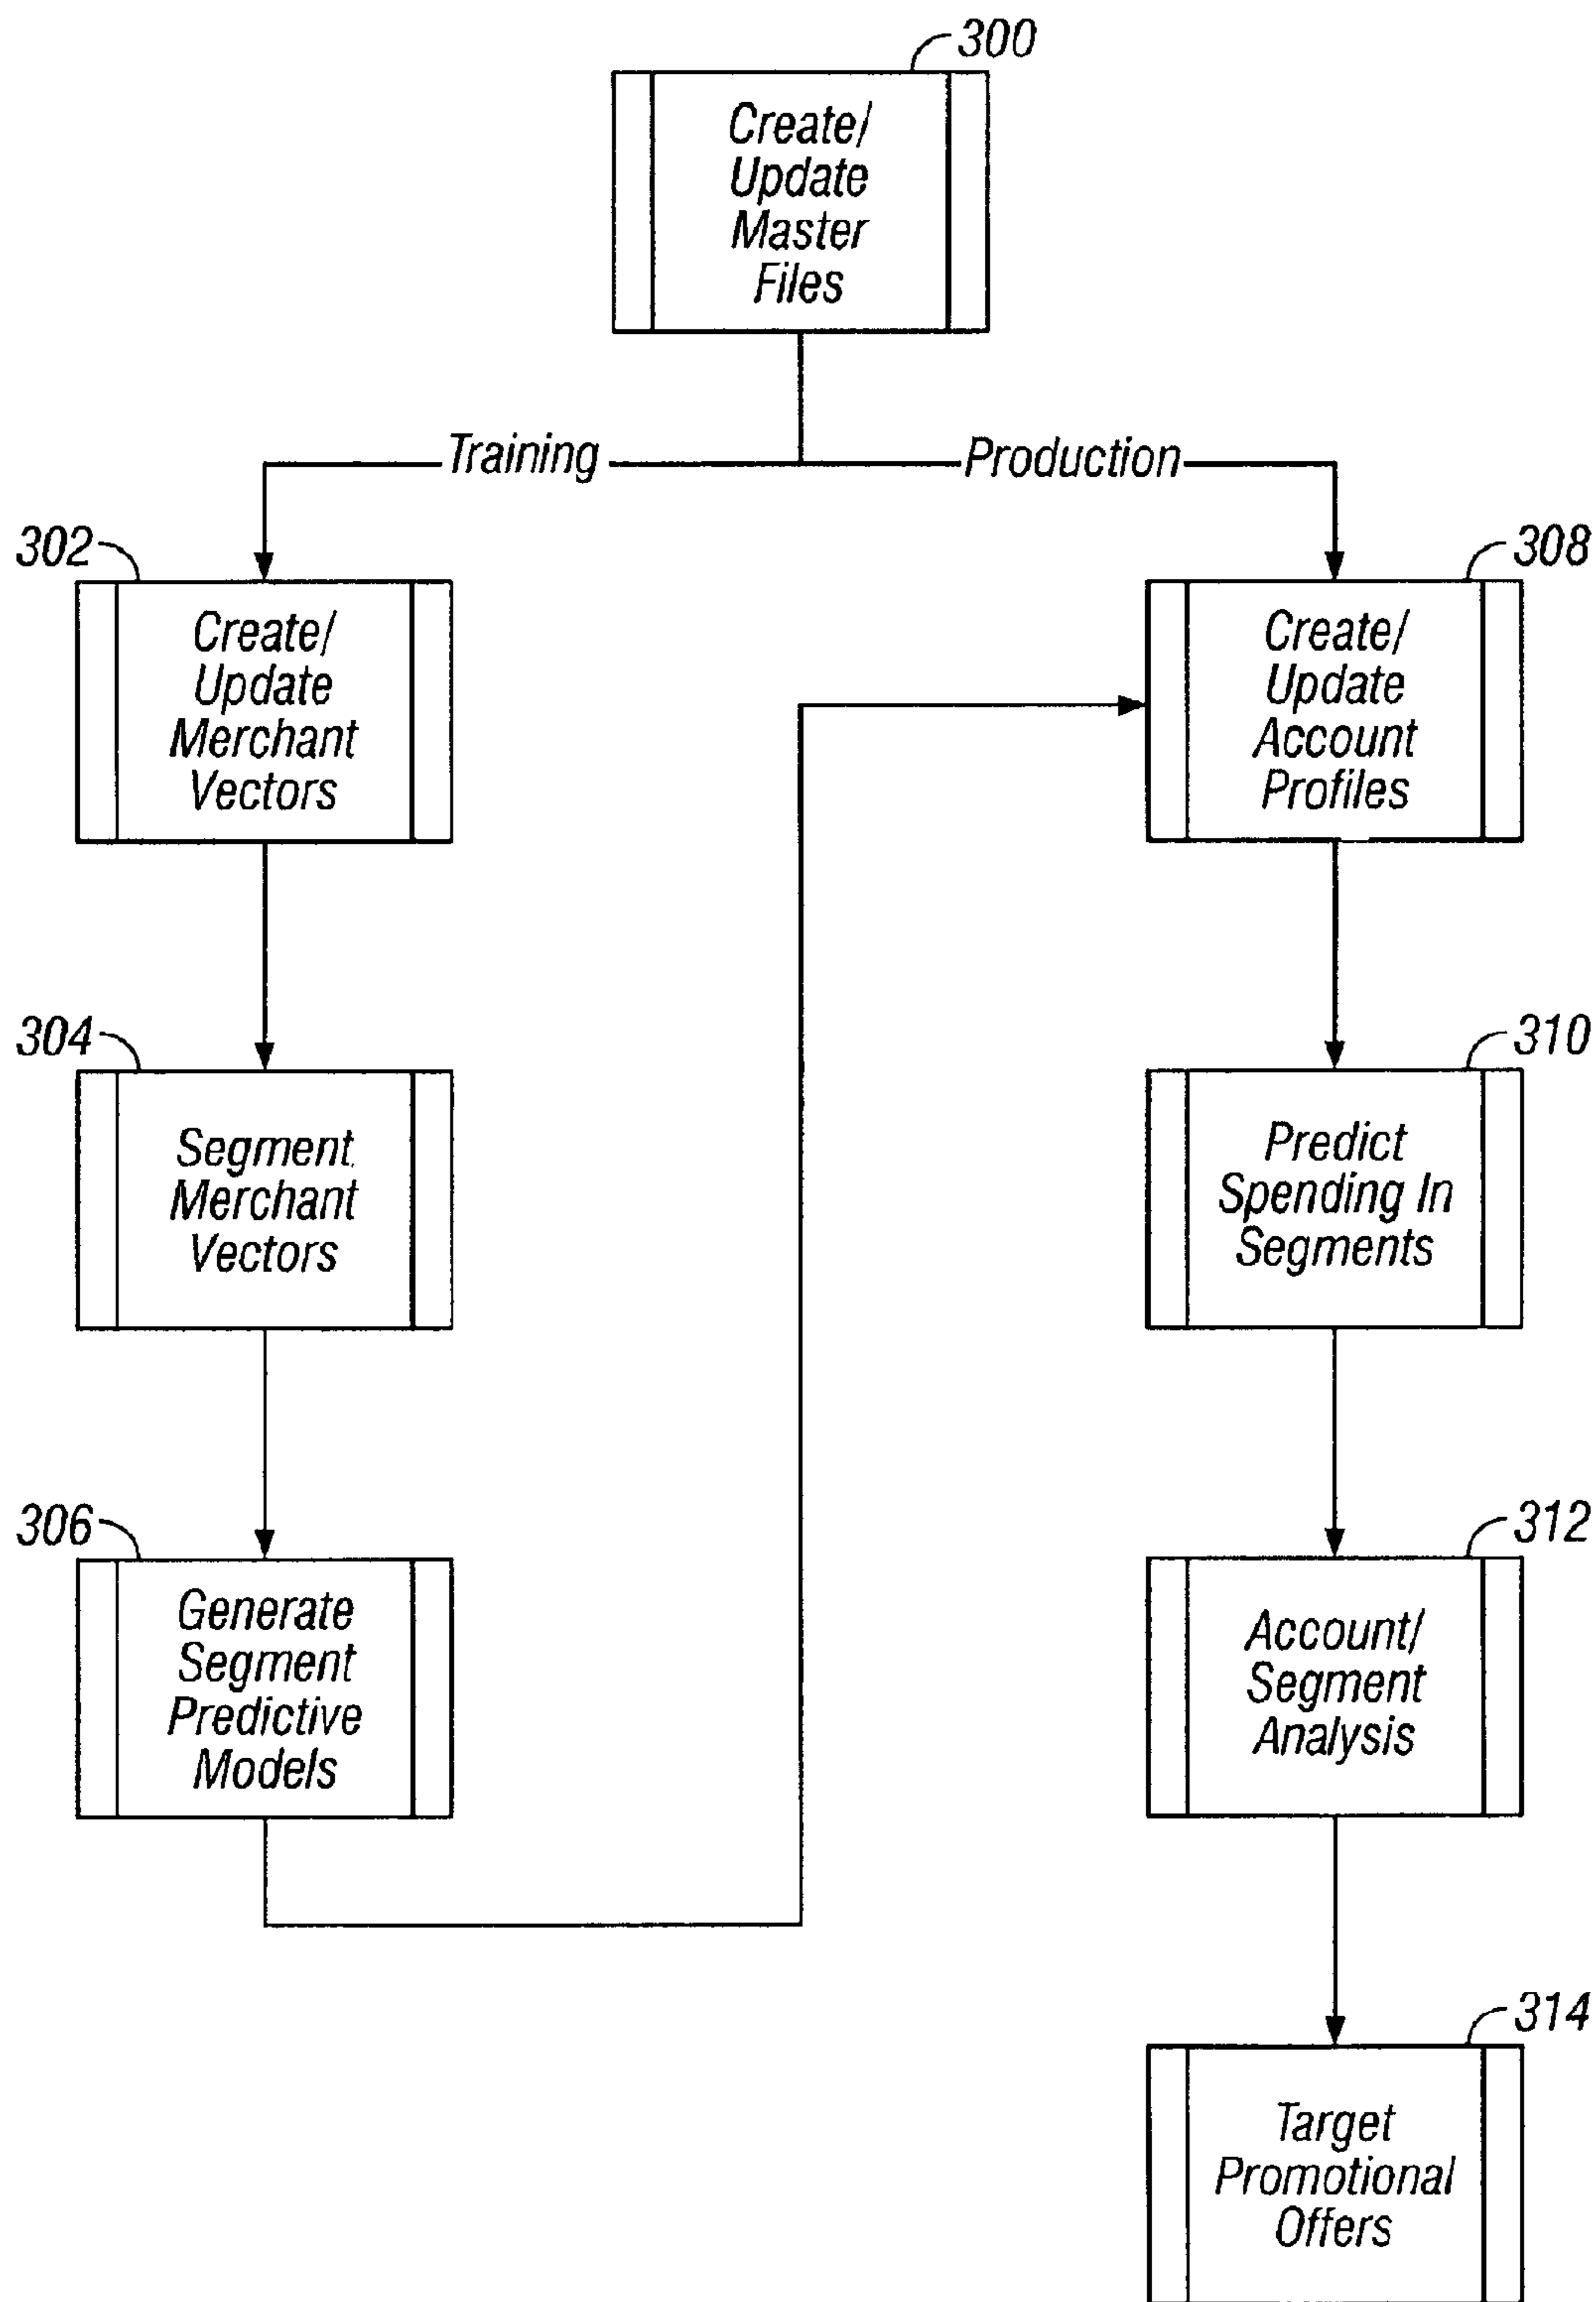 300
Create/
Update
Master
Files
Training
Production
302
Create/
Update
Merchant
Vectors
308
Create/
Update
Account
Profiles
304
Segment
Merchant
Vectors
310
Predict
Spending In
Segments
306
Generate
Segment
Predictive
Models
312
Account/
Segment
Analysis
314
Target
Promotional
Offers